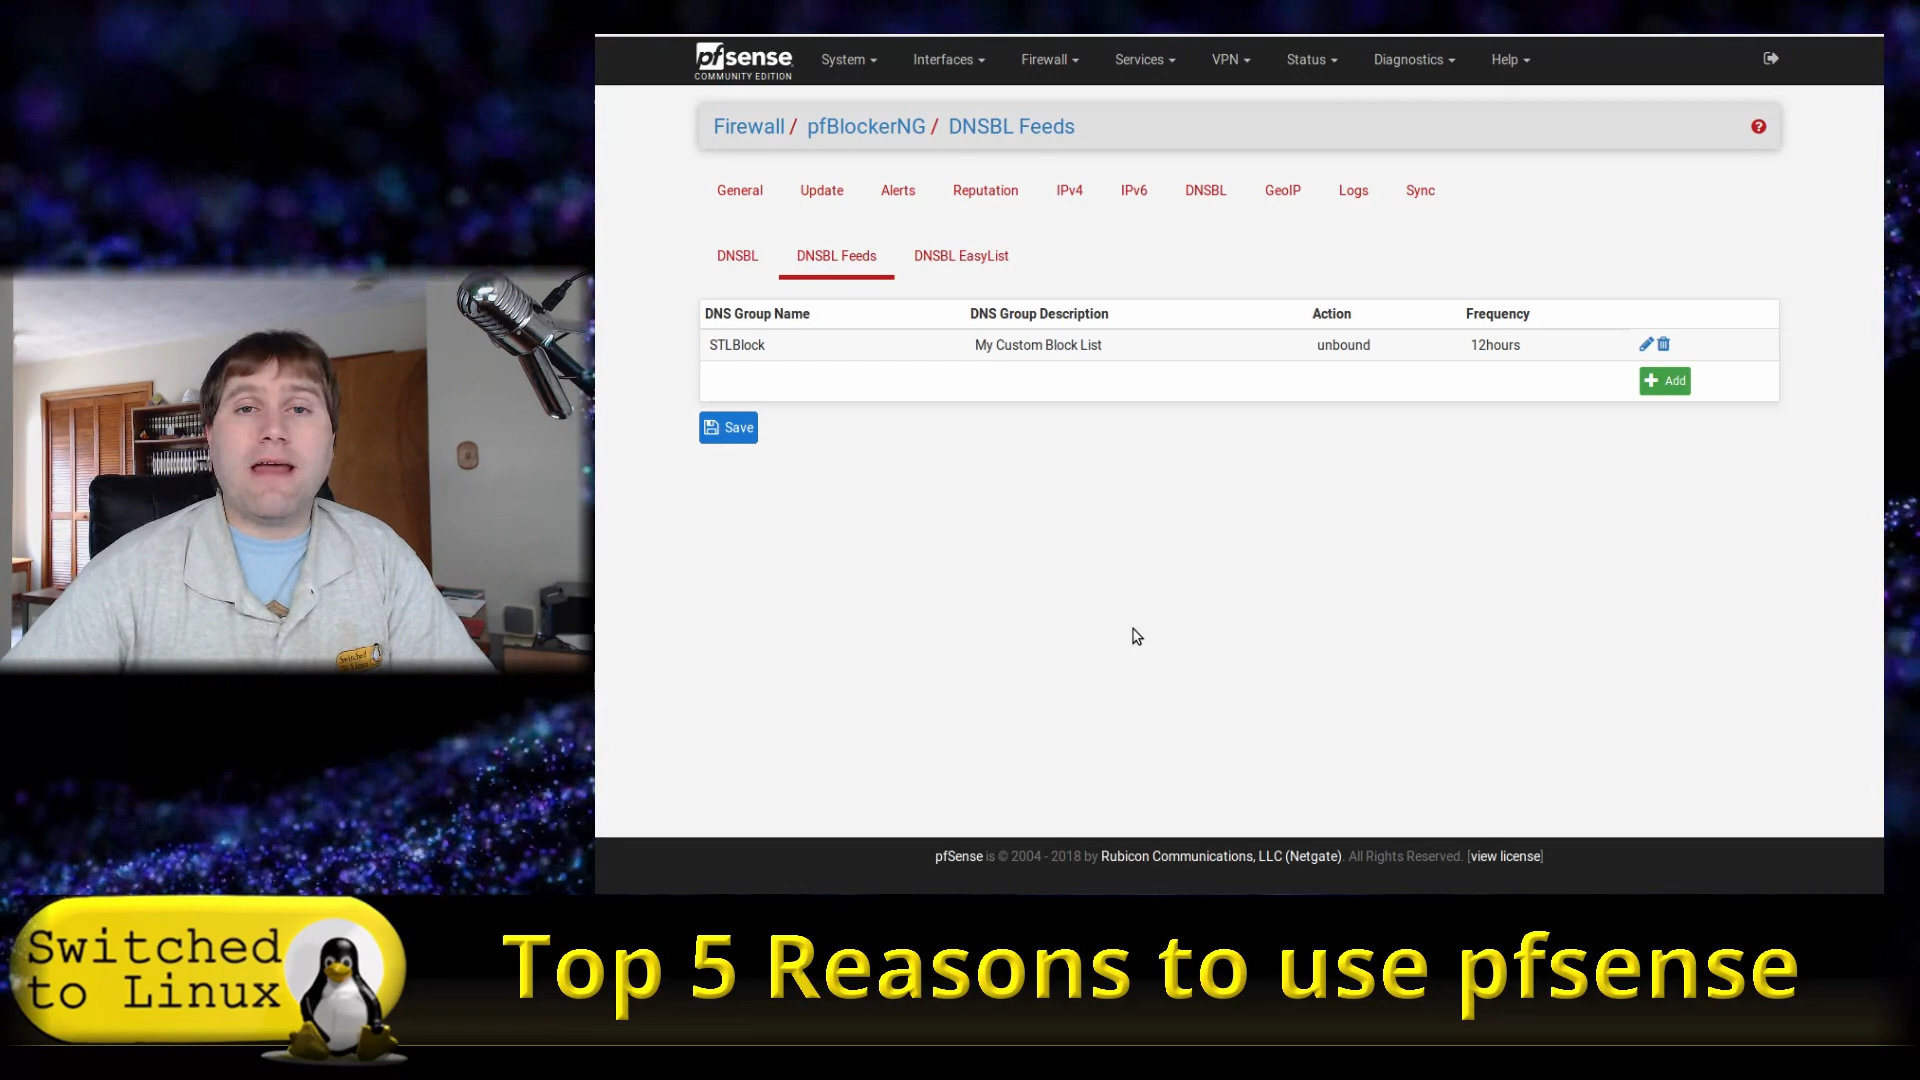 pfsense
COMMUNITY EDITION
System
Interfaces
Firewall
Services
VPN
Status
Diagnostics
Help
Firewall / pfBlockerNG / DNSBL Feeds
General
Update
Alerts
Reputation
IPv4
IPv6
DNSBL
GeoIP
Logs
Sync
DNSBL
DNSBL Feeds
DNSBL EasyList
DNS Group Name
DNS Group Description
Action
Frequency
STLBlock
My Custom Block List
unbound
12hours
Add
Save
Switched
to Linux
pfSense is © 2004 - 2018 by Rubicon Communications, LLC (Netgate). All Rights Reserved. [view license]
Switched
to Linux
Top 5 Reasons to use pfsense